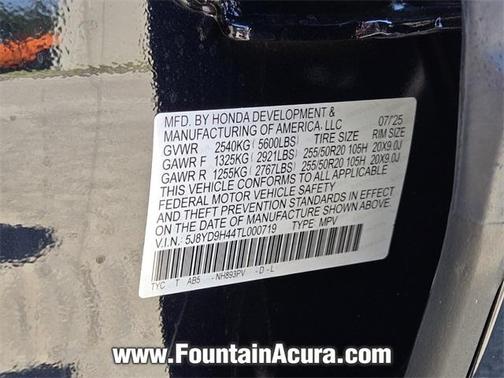 MFD. BY HONDA DEVELOPMENT & 07/25
MANUFACTURING OF AMERICA, LLC
GVWR 2540KG (5600LBS) TIRE SIZE RIM SIZE
GAWR F 1325KG (2921LBS) 255/50R20 105H 20X9.0J
GAWR R 1255KG (2767LBS) 255/50R20 105H 20X9.0J
THIS VEHICLE CONFORMS TO ALL APPLICABLE
FEDERAL MOTOR VEHICLE SAFETY
AND THEFT PREVENTION STANDARDS IN EFFECT
ON THE DATE OF MANUFACTURE SHOWN ABOVE.
V.I.N.: 5J8YD9H44TL000719 TYPE: MPV
TYC T AB5 -NH893PV -D-L
www.FountainAcura.com